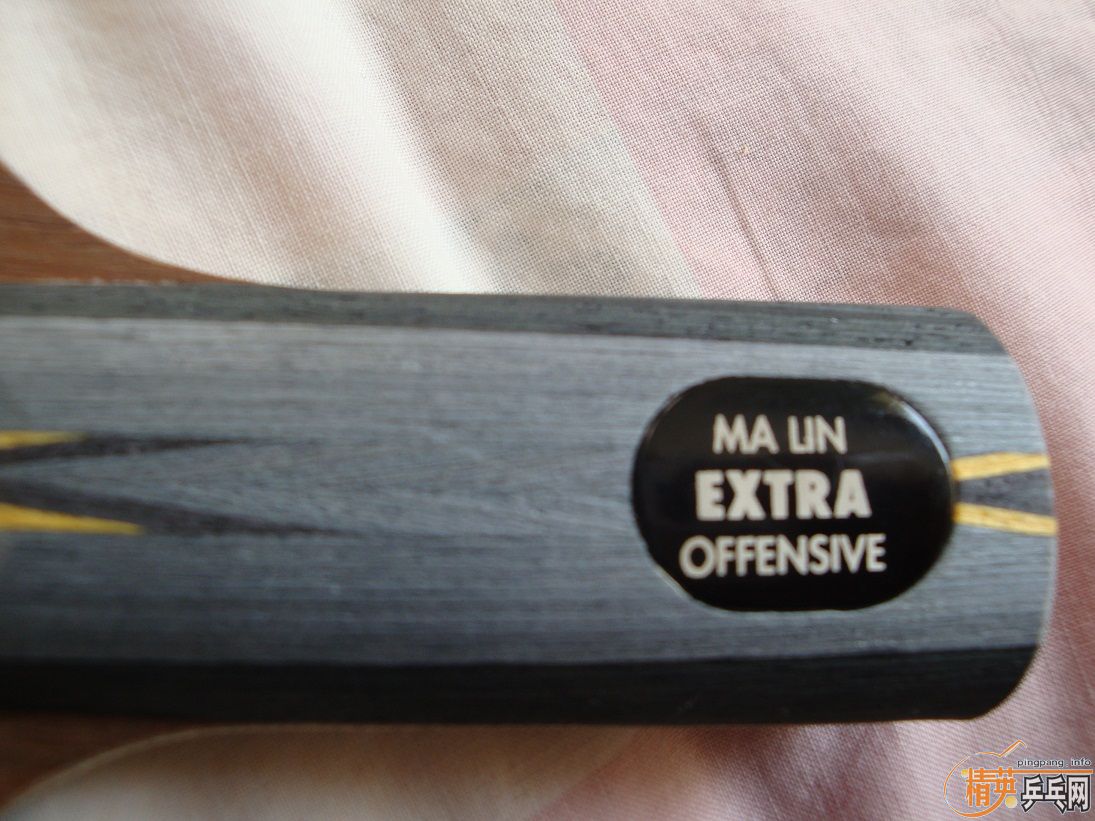 MA LIN
EXTRA
OFFENSIVE
pingpang.info
精英乒乓网